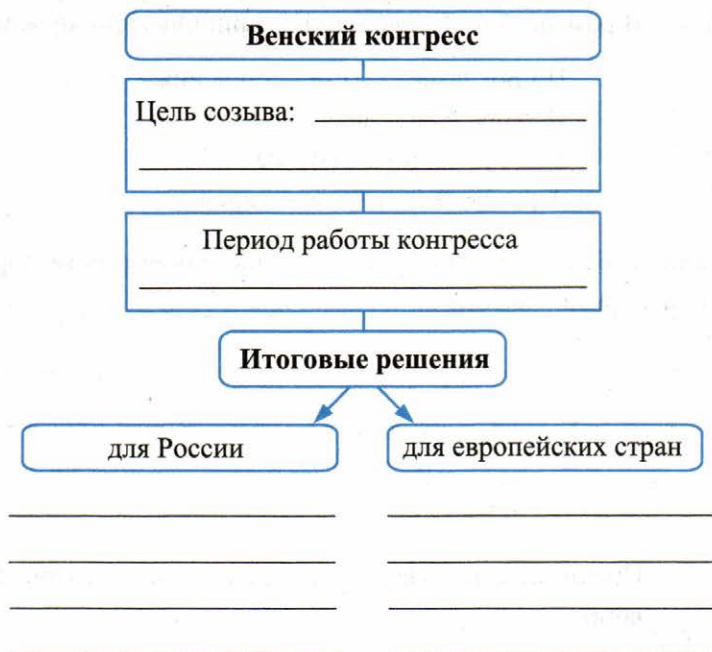 Венский конгресс
Цель созыва:
Период работы конгресса
Итоговые решения
для России
для европейских стран